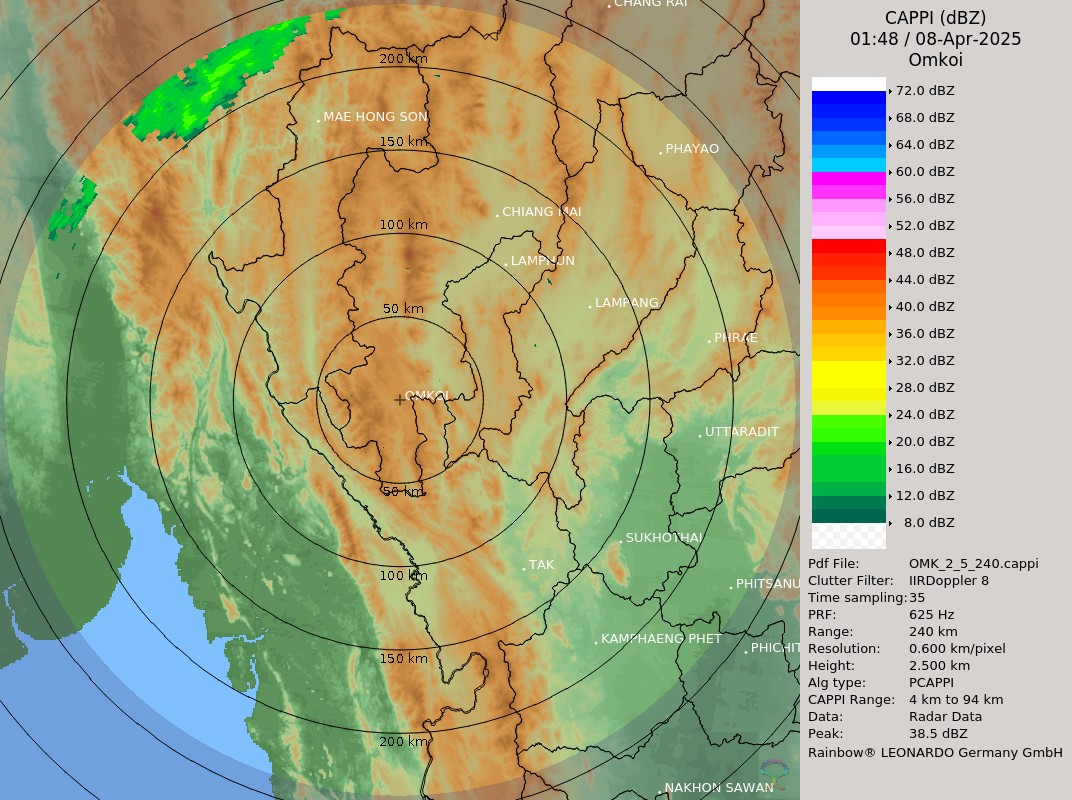 CHANG RAI
200 km
MAE HONG SON
150 km
PHAYAO
CHIANG MAI
100 km
LAMPHUN
LAMPANG
50 km
PHRAE
OMKOI
UTTARADIT
50 km
SUKHOTHAI
TAK
100 km
PHITSANU
KAMPHAENG PHET
PHICHIT
150 km
200 km
NAKHON SAWAN
CAPPI (dBZ)
01:48 / 08-Apr-2025
Omkoi
72.0 dBZ
68.0 dBZ
64.0 dBZ
60.0 dBZ
56.0 dBZ
52.0 dBZ
48.0 dBZ
44.0 dBZ
40.0 dBZ
36.0 dBZ
32.0 dBZ
28.0 dBZ
24.0 dBZ
20.0 dBZ
16.0 dBZ
12.0 dBZ
8.0 dBZ
Pdf File: OMK_2_5_240.cappi
Clutter Filter: IIRDoppler 8
Time sampling: 35
PRF: 625 Hz
Range: 240 km
Resolution: 0.600 km/pixel
Height: 2.500 km
Alg type: PCAPPI
CAPPI Range: 4 km to 94 km
Data: Radar Data
Peak: 38.5 dBZ
Rainbow® LEONARDO Germany GmbH